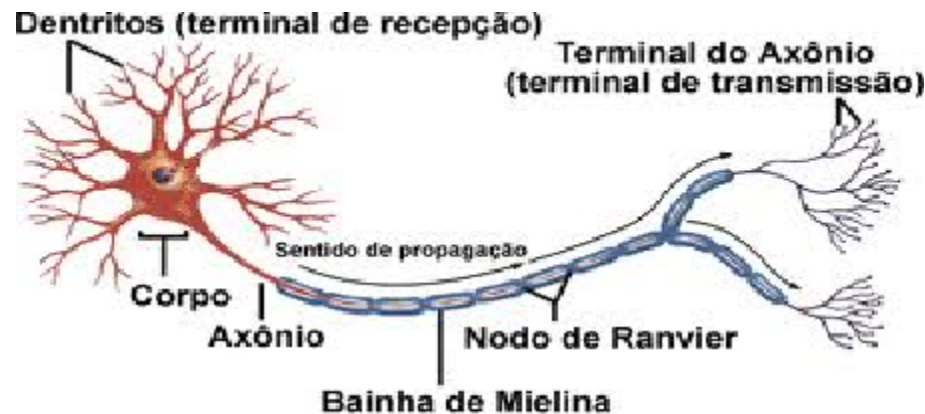 Dentritos (terminal de recepção)
Terminal do Axônio
(terminal de transmissão)
Sentido de propagação
Corpo
Axônio
Nodo de Ranvier
Bainha de Mielina